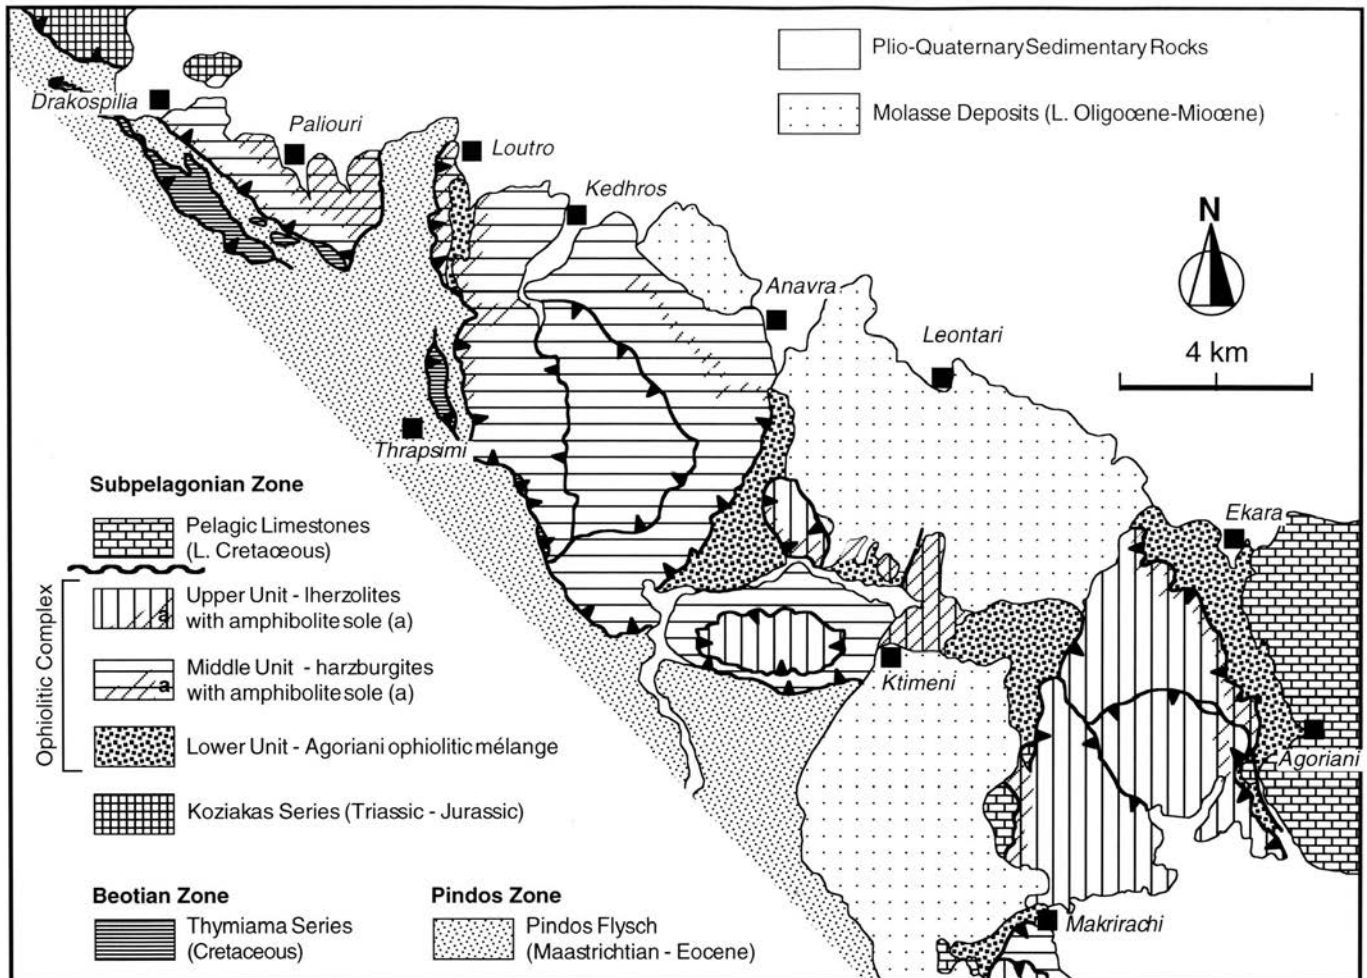 Plio-Quaternary Sedimentary Rocks
Molasse Deposits (L. Oligocene-Miocene)
Drakospilia
Paliouri
Loutro
Kedhros
N
Anavra
Leontari
4 km
Thrapsimi
Ekara
Ktimeni
Agoriani
Makrirachi
Subpelagonian Zone
Pelagic Limestones
(L. Cretaceous)
Ophiolitic Complex
a
Upper Unit - lherzolites
with amphibolite sole (a)
a
Middle Unit - harzburgites
with amphibolite sole (a)
Lower Unit - Agoriani ophiolitic mélange
Koziakas Series (Triassic - Jurassic)
Beotian Zone
Thymiama Series
(Cretaceous)
Pindos Zone
Pindos Flysch
(Maastrichtian - Eocene)